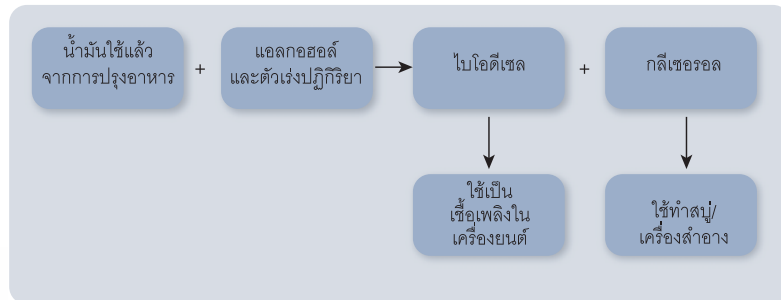 น้ำมันใช้แล้ว
จากการปรุงอาหาร
+
แอลกอฮอล์
และตัวเร่งปฏิกิริยา
ไบโอดีเซล
+
กลีเซอรอล
ใช้เป็น
เชื้อเพลิงใน
เครื่องยนต์
ใช้ทำสบู่/
เครื่องสำอาง